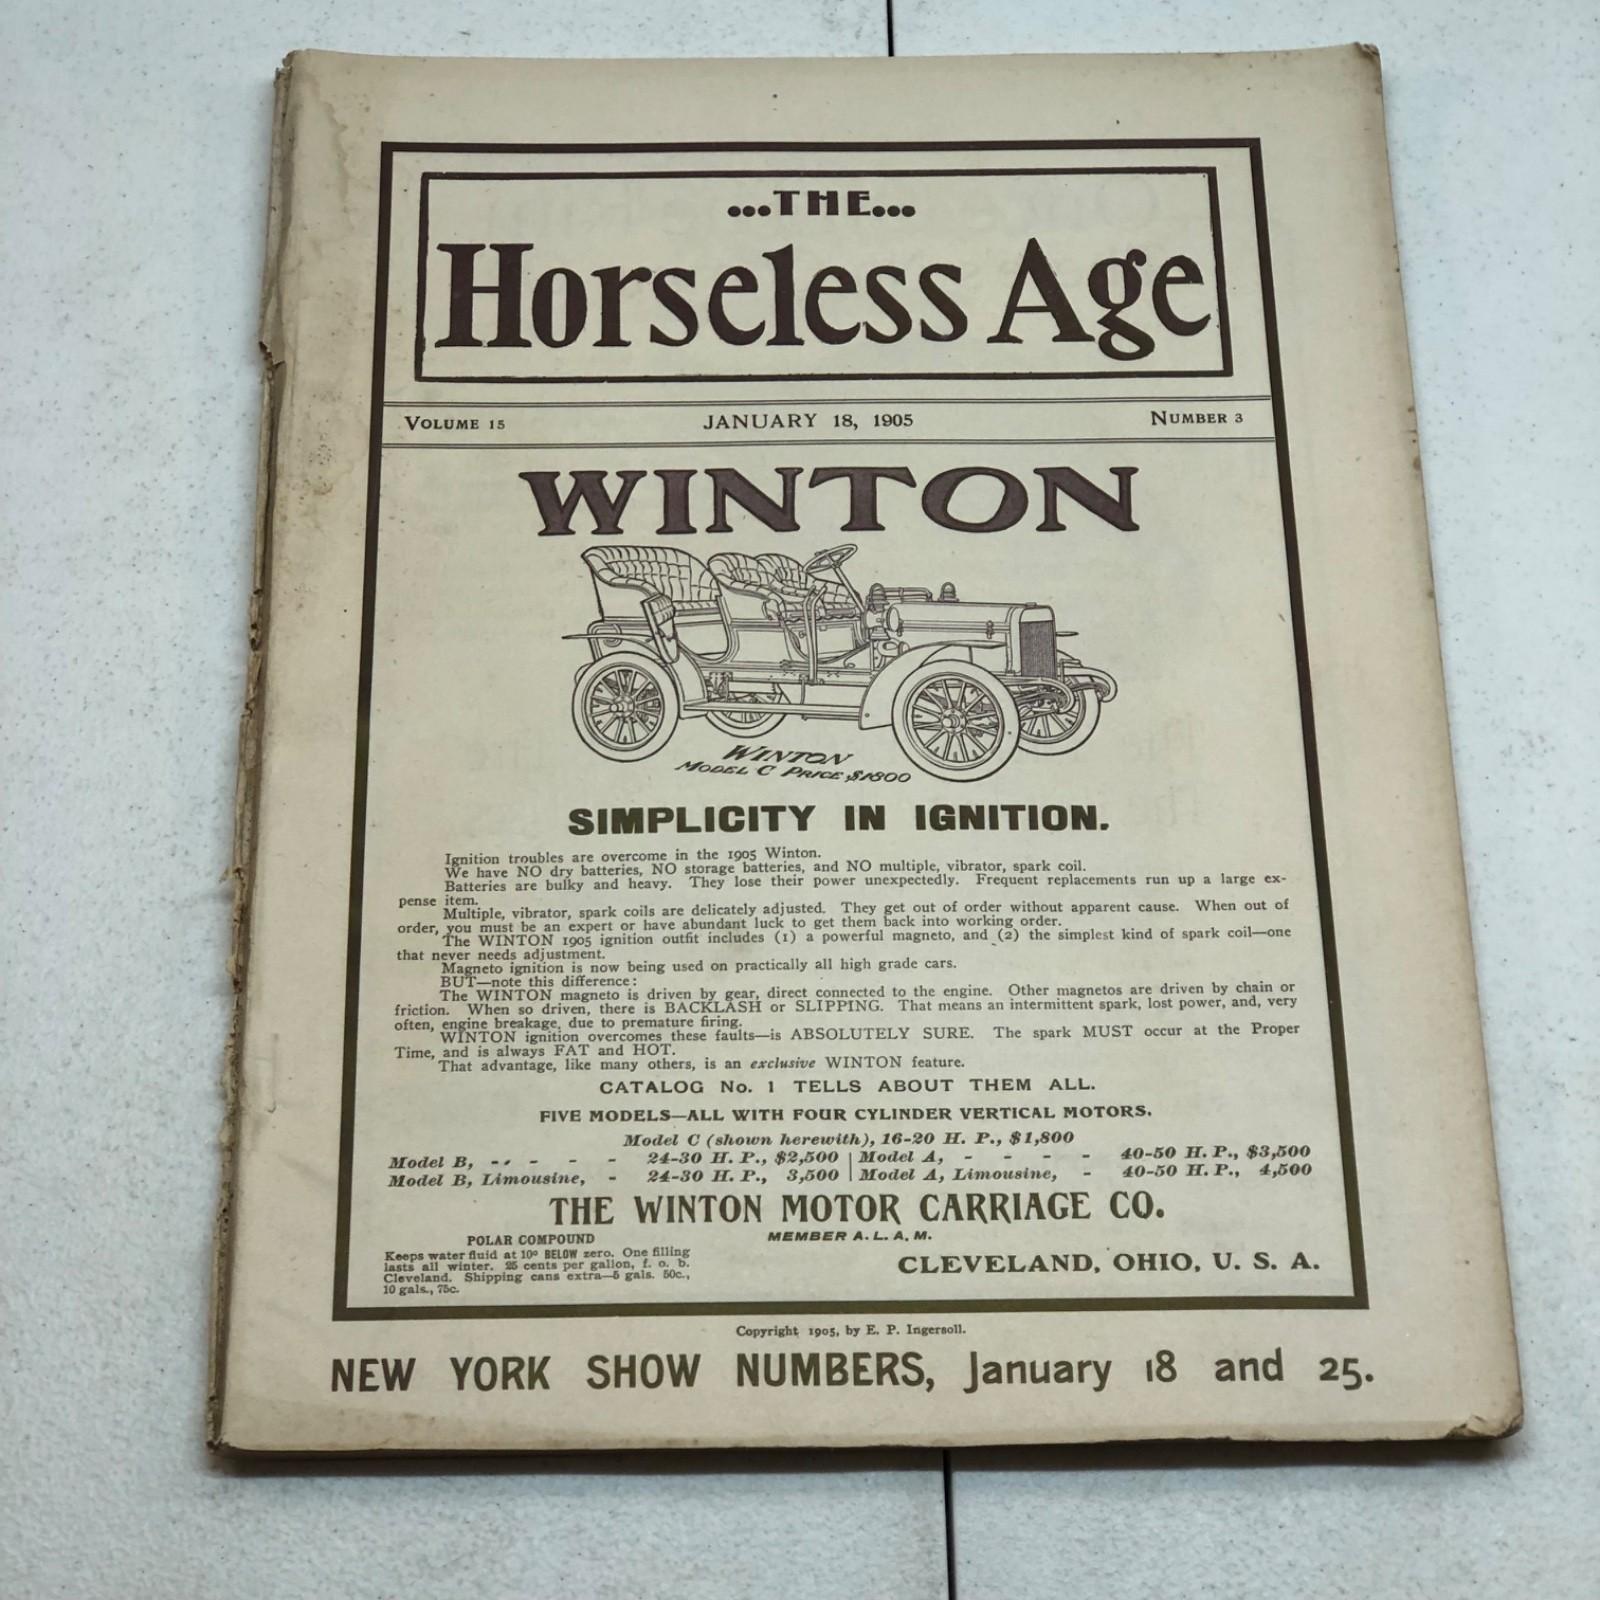 ...THE...
Horseless Age
VOLUME 15 JANUARY 18, 1905 NUMBER 3
WINTON
WINTON
MODEL C PRICE $1800
SIMPLICITY IN IGNITION.
Ignition troubles are overcome in the 1905 Winton.
We have NO dry batteries, NO storage batteries, and NO multiple, vibrator, spark coil.
Batteries are bulky and heavy. They lose their power unexpectedly. Frequent replacements run up a large ex-
pense item.
Multiple, vibrator, spark coils are delicately adjusted. They get out of order without apparent cause. When out of
order, you must be an expert or have abundant luck to get them back into working order.
The WINTON 1905 ignition outfit includes (1) a powerful magneto, and (2) the simplest kind of spark coil—one
that never needs adjustment.
Magneto ignition is now being used on practically all high grade cars.
BUT—note this difference:
The WINTON magneto is driven by gear, direct connected to the engine. Other magnetos are driven by chain or
friction. When so driven, there is BACKLASH or SLIPPING. That means an intermittent spark, lost power, and, very
often, engine breakage, due to premature firing.
WINTON ignition overcomes these faults—is ABSOLUTELY SURE. The spark MUST occur at the Proper
Time, and is always FAT and HOT.
That advantage, like many others, is an exclusive WINTON feature.
CATALOG No. 1 TELLS ABOUT THEM ALL.
FIVE MODELS—ALL WITH FOUR CYLINDER VERTICAL MOTORS.
Model C (shown herewith), 16-20 H. P., $1,800
Model B, - - - - - 24-30 H. P., $2,500 | Model A, - - - - 40-50 H. P., $3,500
Model B, Limousine, - 24-30 H. P., 3,500 | Model A, Limousine, - 40-50 H. P., 4,500
THE WINTON MOTOR CARRIAGE CO.
MEMBER A. L. A. M.
CLEVELAND, OHIO, U. S. A.
POLAR COMPOUND
Keeps water fluid at 10° BELOW zero. One filling
lasts all winter. 25 cents per gallon, f. o. b.
Cleveland. Shipping cans extra—5 gals. 50c.,
10 gals., 75c.
Copyright 1905, by E. P. Ingersoll.
NEW YORK SHOW NUMBERS, January 18 and 25.